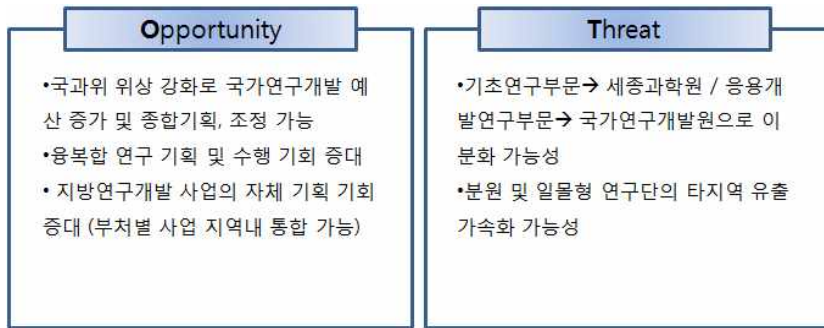 Opportunity
•국과위 위상 강화로 국가연구개발 예
산 증가 및 종합기획, 조정 가능
•융복합 연구 기획 및 수행 기회 증대
• 지방연구개발 사업의 자체 기획 기회
증대 (부처별 사업 지역내 통합 가능)
Threat
•기초연구부문→ 세종과학원 / 응용개
발연구부문→ 국가연구개발원으로 이
분화 가능성
•분원 및 일몰형 연구단의 타지역 유출
가속화 가능성